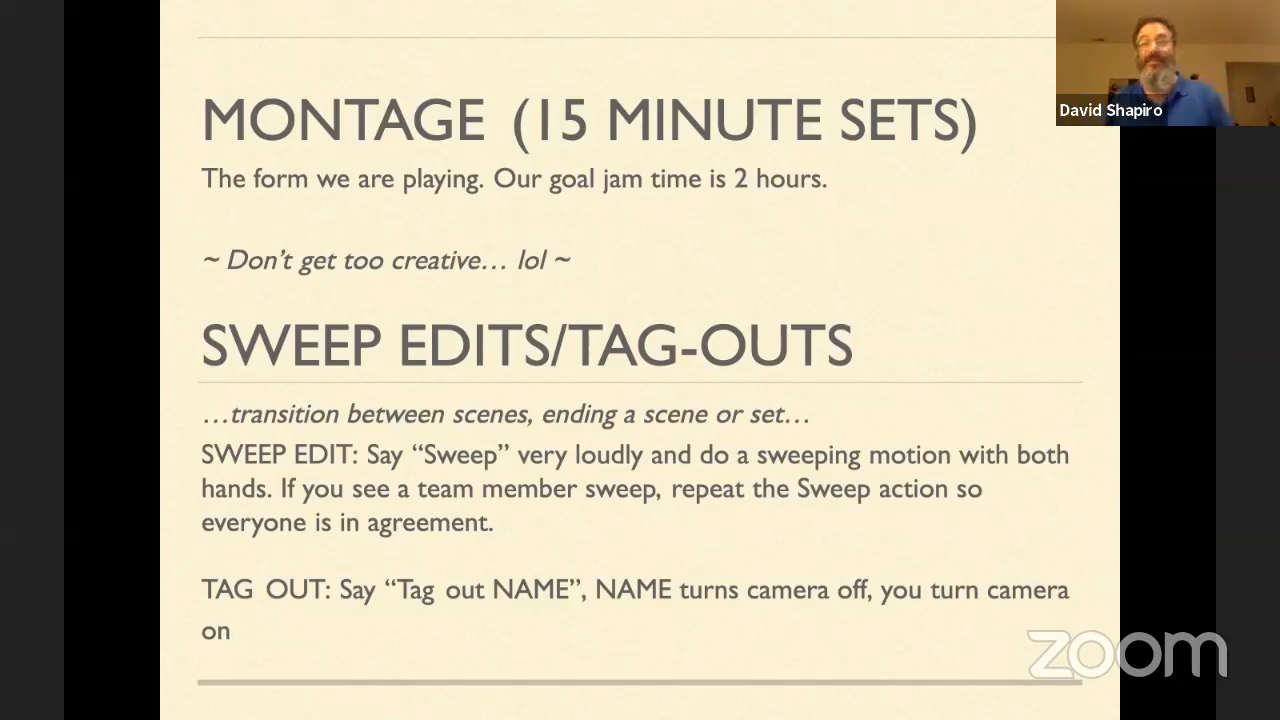 MONTAGE (15 MINUTE SETS)
The form we are playing. Our goal jam time is 2 hours.
~ Don’t get too creative… lol ~
SWEEP EDITS/TAG-OUTS
…transition between scenes, ending a scene or set…
SWEEP EDIT: Say “Sweep” very loudly and do a sweeping motion with both
hands. If you see a team member sweep, repeat the Sweep action so
everyone is in agreement.
TAG OUT: Say “Tag out NAME”, NAME turns camera off, you turn camera
on
David Shapiro
zoom